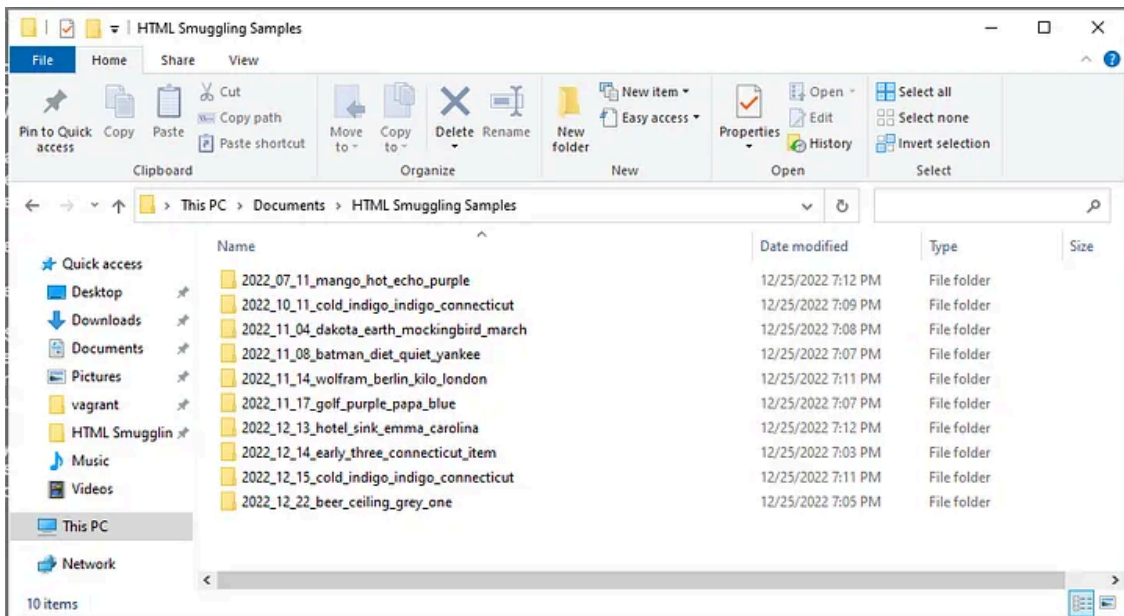 HTML Smuggling Samples
File Home Share View
Pin to Quick access
Copy
Paste
Cut
Copy path
Paste shortcut
Clipboard
Move to
Copy to
Delete
Rename
Organize
New folder
New item
Easy access
New
Properties
Open
Edit
History
Open
Select all
Select none
Invert selection
Select
This PC > Documents > HTML Smuggling Samples
Name Date modified Type Size
Quick access
Desktop
Downloads
Documents
Pictures
vagrant
HTML Smugglin
Music
Videos
This PC
Network
2022_07_11_mango_hot_echo_purple 12/25/2022 7:12 PM File folder
2022_10_11_cold_indigo_indigo_connecticut 12/25/2022 7:09 PM File folder
2022_11_04_dakota_earth_mockingbird_march 12/25/2022 7:08 PM File folder
2022_11_08_batman_diet_quiet_yankee 12/25/2022 7:07 PM File folder
2022_11_14_wolfram_berlin_kilo_london 12/25/2022 7:11 PM File folder
2022_11_17_golf_purple_papa_blue 12/25/2022 7:07 PM File folder
2022_12_13_hotel_sink_emma_carolina 12/25/2022 7:12 PM File folder
2022_12_14_early_three_connecticut_item 12/25/2022 7:03 PM File folder
2022_12_15_cold_indigo_indigo_connecticut 12/25/2022 7:11 PM File folder
2022_12_22_beer_ceiling_grey_one 12/25/2022 7:05 PM File folder
10 items